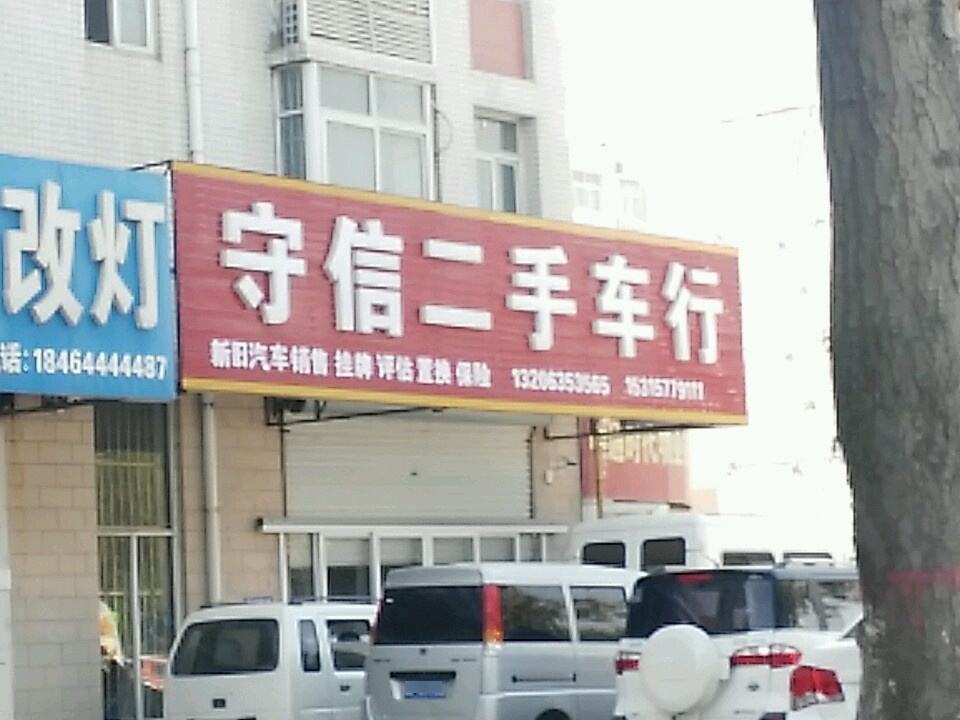 改灯
话:18464444487
守信二手车行
新旧汽车销售 挂牌 评估 置换 保险 13206353565 15315779111